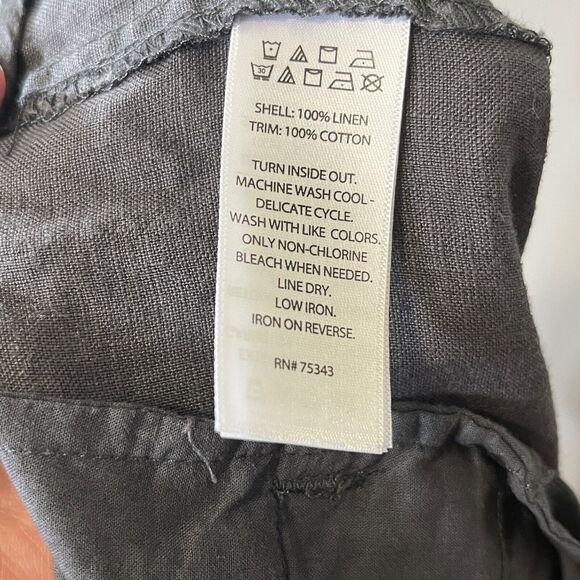 30
SHELL: 100% LINEN
TRIM: 100% COTTON
TURN INSIDE OUT.
MACHINE WASH COOL -
DELICATE CYCLE.
WASH WITH LIKE COLORS.
ONLY NON-CHLORINE
BLEACH WHEN NEEDED.
LINE DRY.
LOW IRON.
IRON ON REVERSE.
RN# 75343